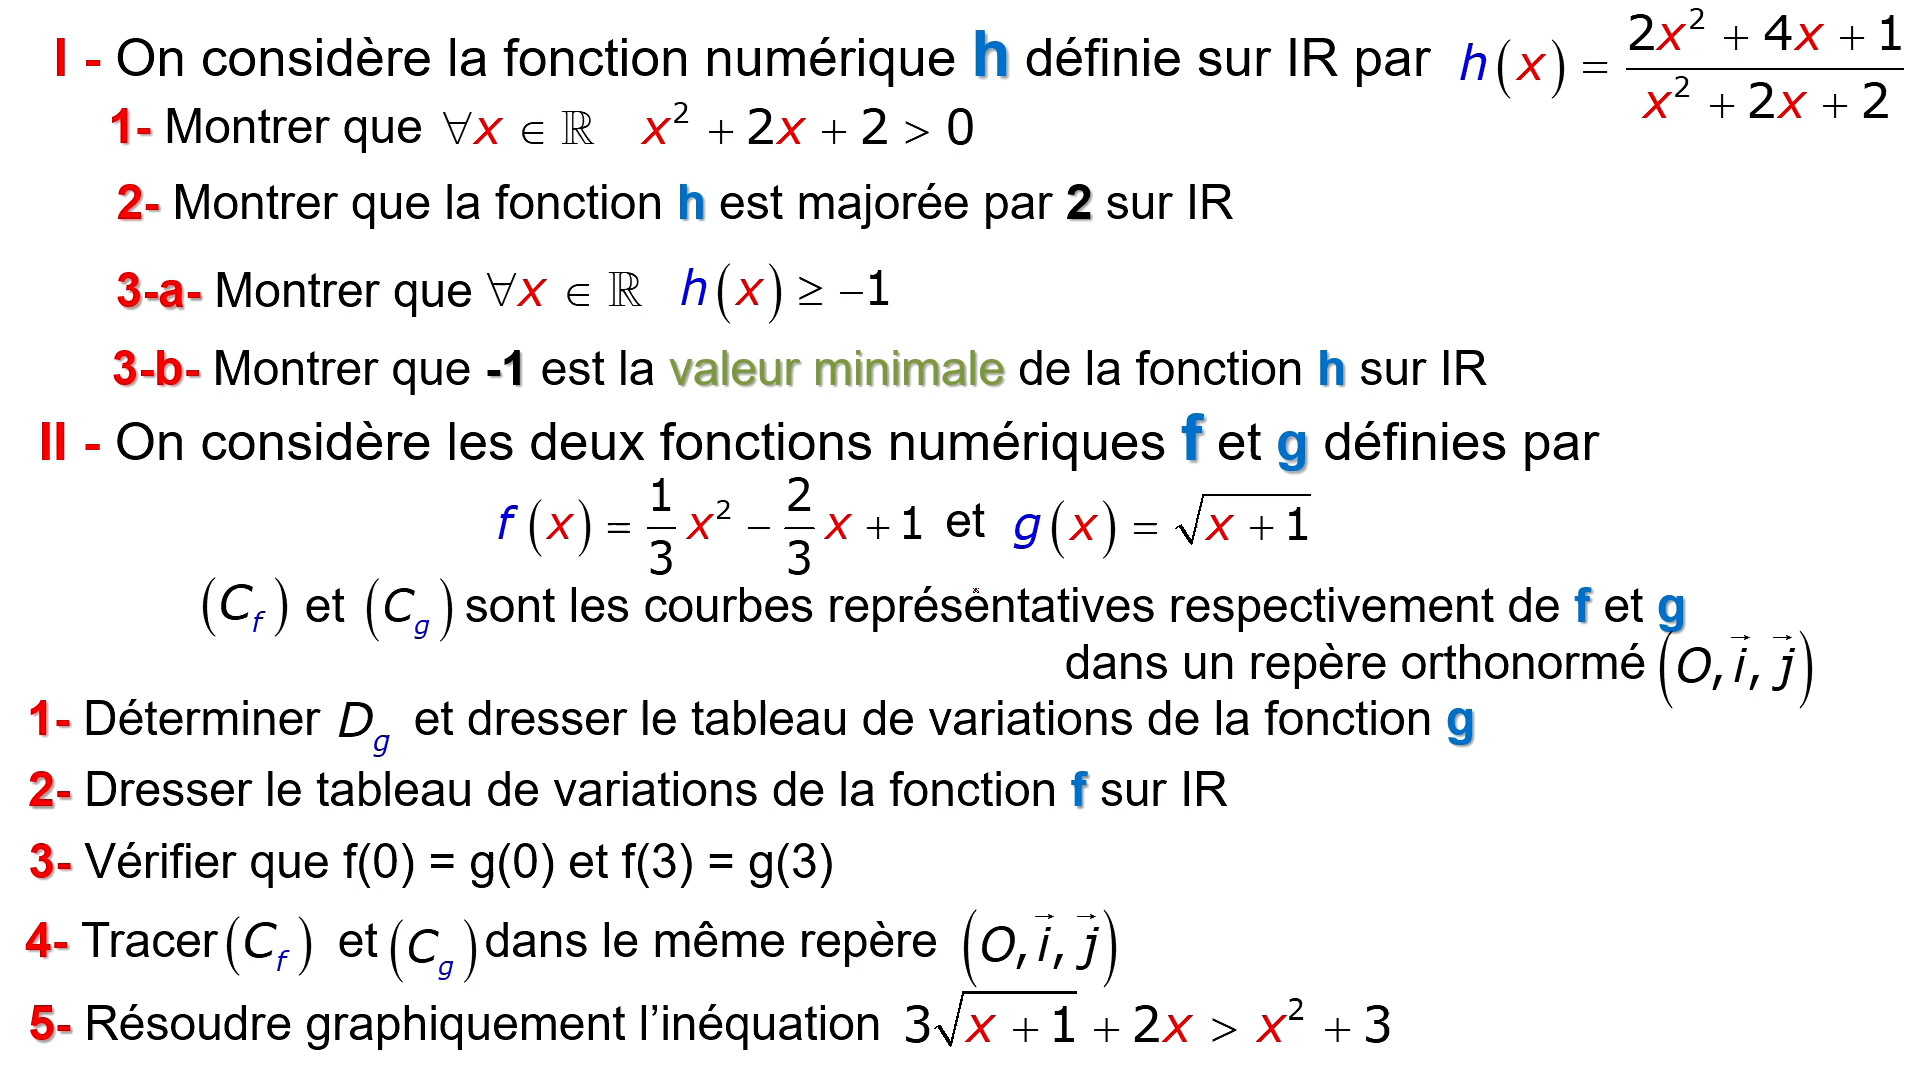 I - On considère la fonction numérique h définie sur IR par h(x) = (2x² + 4x + 1)/(x² + 2x + 2)
1- Montrer que ∀x ∈ ℝ x² + 2x + 2 > 0
2- Montrer que la fonction h est majorée par 2 sur IR
3-a- Montrer que ∀x ∈ ℝ h(x) ≥ −1
3-b- Montrer que -1 est la valeur minimale de la fonction h sur IR
II - On considère les deux fonctions numériques f et g définies par
f(x) = 1/3 x² − 2/3 x + 1 et g(x) = √(x + 1)
(C_f) et (C_g) sont les courbes représentatives respectivement de f et g
dans un repère orthonormé (O, i⃗, j⃗)
1- Déterminer D_g et dresser le tableau de variations de la fonction g
2- Dresser le tableau de variations de la fonction f sur IR
3- Vérifier que f(0) = g(0) et f(3) = g(3)
4- Tracer (C_f) et (C_g) dans le même repère (O, i⃗, j⃗)
5- Résoudre graphiquement l’inéquation 3√(x + 1) + 2x > x² + 3